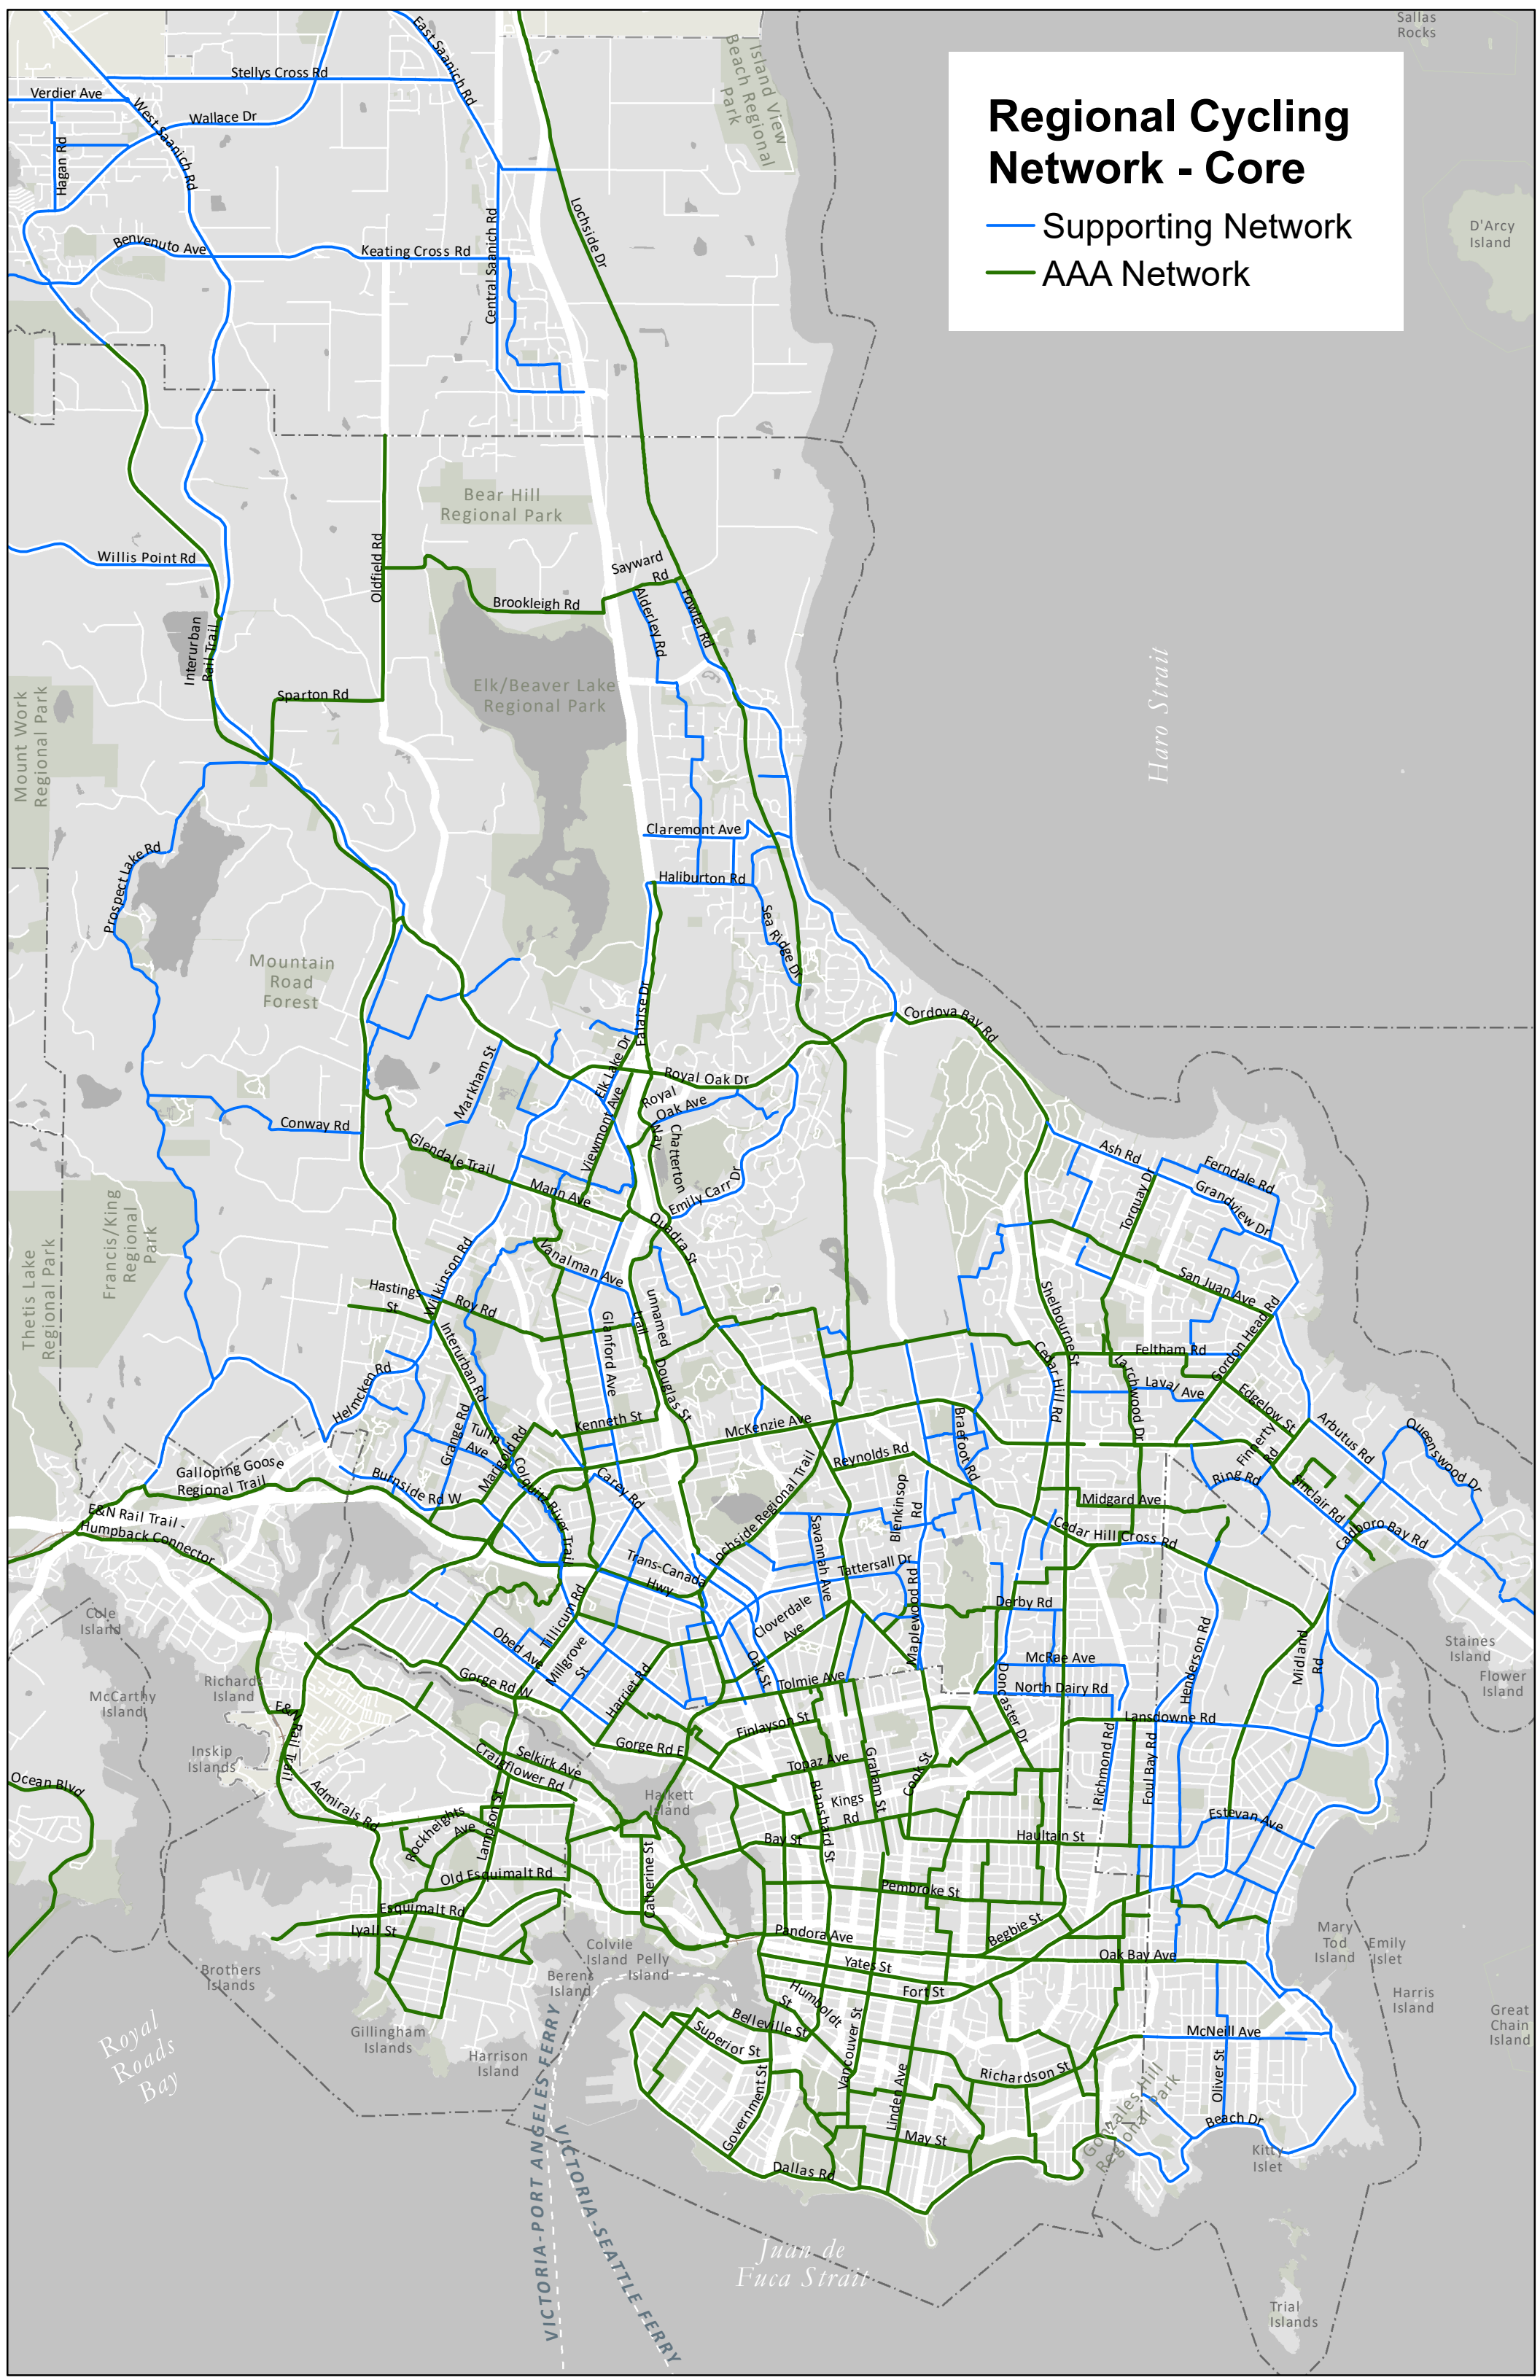 Regional Cycling
Network - Core
Supporting Network
AAA Network
Sallas
Rocks
D'Arcy
Island
Island View
Beach Regional
Park
East Saanich Rd
Stellys Cross Rd
Verdier Ave
West Saanich Rd
Wallace Dr
Hagan Rd
Benvenuto Ave
Keating Cross Rd
Central Saanich Rd
Lochside Dr
Bear Hill
Regional Park
Willis Point Rd
Oldfield Rd
Sayward
Rd
Brookleigh Rd
Alderley Rd
Fowler Rd
Interurban
Rail Trail
Sparton Rd
Elk/Beaver Lake
Regional Park
Mount Work
Regional Park
Haro Strait
Prospect Lake Rd
Claremont Ave
Haliburton Rd
Sea Ridge Dr
Mountain
Road
Forest
Falaise Dr
Cordova Bay Rd
Markham St
Elk Lake Dr
Royal Oak Dr
Royal
Oak Ave
Way
Chatterton
Viewmont Ave
Conway Rd
Glendale Trail
Mann Ave
Emily Carr Dr
Quadra St
Ash Rd
Torquay Dr
Ferndale Rd
Grandview Dr
Francis/King
Regional
Park
Thetis Lake
Regional Park
Wilkinson Rd
Vanalman Ave
Hastings
St
Roy Rd
unnamed
trail
Glanford Ave
Interurban Rd
San Juan Ave
Shelbourne St
Cedar Hill Rd
Feltham Rd
Gordon Head Rd
Larchwood Dr
Laval Ave
Edgelow St
Helmcken Rd
Douglas St
Kenneth St
McKenzie Ave
Braefoot Rd
Grange Rd
Tulip
Ave
Marigold Rd
Reynolds Rd
Finnerty
Rd
Arbutus Rd
Queenswood Dr
Galloping Goose
Regional Trail
Burnside Rd W
Colquitz River Trail
Carey Rd
Lochside Regional Trail
Blenkinsop
Rd
Midgard Ave
Ring Rd
Sinclair Rd
E&N Rail Trail -
Humpback Connector
Savannah Ave
Cedar Hill Cross Rd
Cadboro Bay Rd
Trans-Canada
Hwy
Tattersall Dr
Maplewood Rd
Derby Rd
Cole
Island
Tillicum Rd
Cloverdale
Ave
Obed Ave
Millgrove
St
Oak St
McRae Ave
Henderson Rd
Midland
Rd
Staines
Island
Flower
Island
McCarthy
Island
Richards
Island
Gorge Rd W
Harriet Rd
Tolmie Ave
North Dairy Rd
Doncaster Dr
E&N Rail Trail
Finlayson St
Lansdowne Rd
Inskip
Islands
Selkirk Ave
Craigflower Rd
Gorge Rd E
Topaz Ave
Graham St
Cook St
Richmond Rd
Foul Bay Rd
Ocean Blvd
Admirals Rd
Halkett
Island
Blanshard St
Kings
Rd
Estevan Ave
Rockheights
Ave
Lampson St
Bay St
Haultain St
Old Esquimalt Rd
Catherine St
Pembroke St
Esquimalt Rd
Lyall St
Pandora Ave
Begbie St
Oak Bay Ave
Mary
Tod
Island
Emily
Islet
Colvile
Island
Pelly
Island
Berens
Island
Brothers
Islands
Yates St
Fort St
Harris
Island
Great
Chain
Island
Humboldt
St
Belleville St
Superior St
Vancouver St
McNeill Ave
Gillingham
Islands
Harrison
Island
Royal
Roads
Bay
Government St
Linden Ave
Richardson St
Oliver St
Gonzales Hill
Regional Park
Beach Dr
Kitty
Islet
May St
Dallas Rd
VICTORIA-PORT ANGELES FERRY
VICTORIA-SEATTLE FERRY
Juan de
Fuca Strait
Trial
Islands